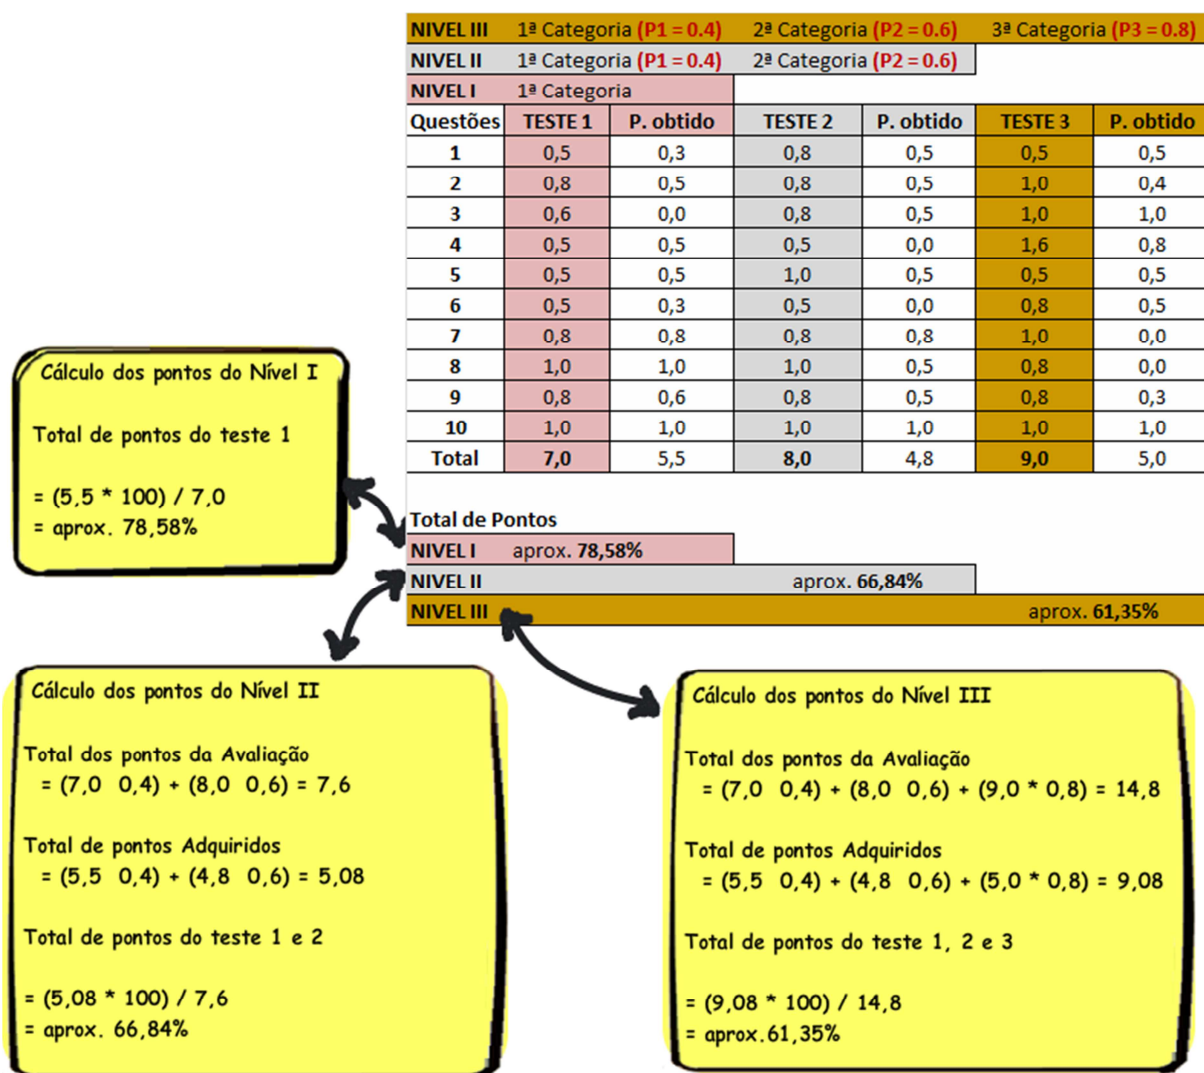 NIVEL III 1ª Categoria (P1 = 0.4) 2ª Categoria (P2 = 0.6) 3ª Categoria (P3 = 0.8)
NIVEL II 1ª Categoria (P1 = 0.4) 2ª Categoria (P2 = 0.6)
NIVEL I 1ª Categoria
Questões TESTE 1 P. obtido TESTE 2 P. obtido TESTE 3 P. obtido
1 0,5 0,3 0,8 0,5 0,5 0,5
2 0,8 0,5 0,8 0,5 1,0 0,4
3 0,6 0,0 0,8 0,5 1,0 1,0
4 0,5 0,5 0,5 0,0 1,6 0,8
5 0,5 0,5 1,0 0,5 0,5 0,5
6 0,5 0,3 0,5 0,0 0,8 0,5
7 0,8 0,8 0,8 0,8 1,0 0,0
8 1,0 1,0 1,0 0,5 0,8 0,0
9 0,8 0,6 0,8 0,5 0,8 0,3
10 1,0 1,0 1,0 1,0 1,0 1,0
Total 7,0 5,5 8,0 4,8 9,0 5,0
Total de Pontos
NIVEL I aprox. 78,58%
NIVEL II aprox. 66,84%
NIVEL III aprox. 61,35%
Cálculo dos pontos do Nível I
Total de pontos do teste 1
= (5,5 * 100) / 7,0
= aprox. 78,58%
Cálculo dos pontos do Nível II
Total dos pontos da Avaliação
= (7,0 0,4) + (8,0 0,6) = 7,6
Total de pontos Adquiridos
= (5,5 0,4) + (4,8 0,6) = 5,08
Total de pontos do teste 1 e 2
= (5,08 * 100) / 7,6
= aprox. 66,84%
Cálculo dos pontos do Nível III
Total dos pontos da Avaliação
= (7,0 0,4) + (8,0 0,6) + (9,0 * 0,8) = 14,8
Total de pontos Adquiridos
= (5,5 0,4) + (4,8 0,6) + (5,0 * 0,8) = 9,08
Total de pontos do teste 1, 2 e 3
= (9,08 * 100) / 14,8
= aprox.61,35%